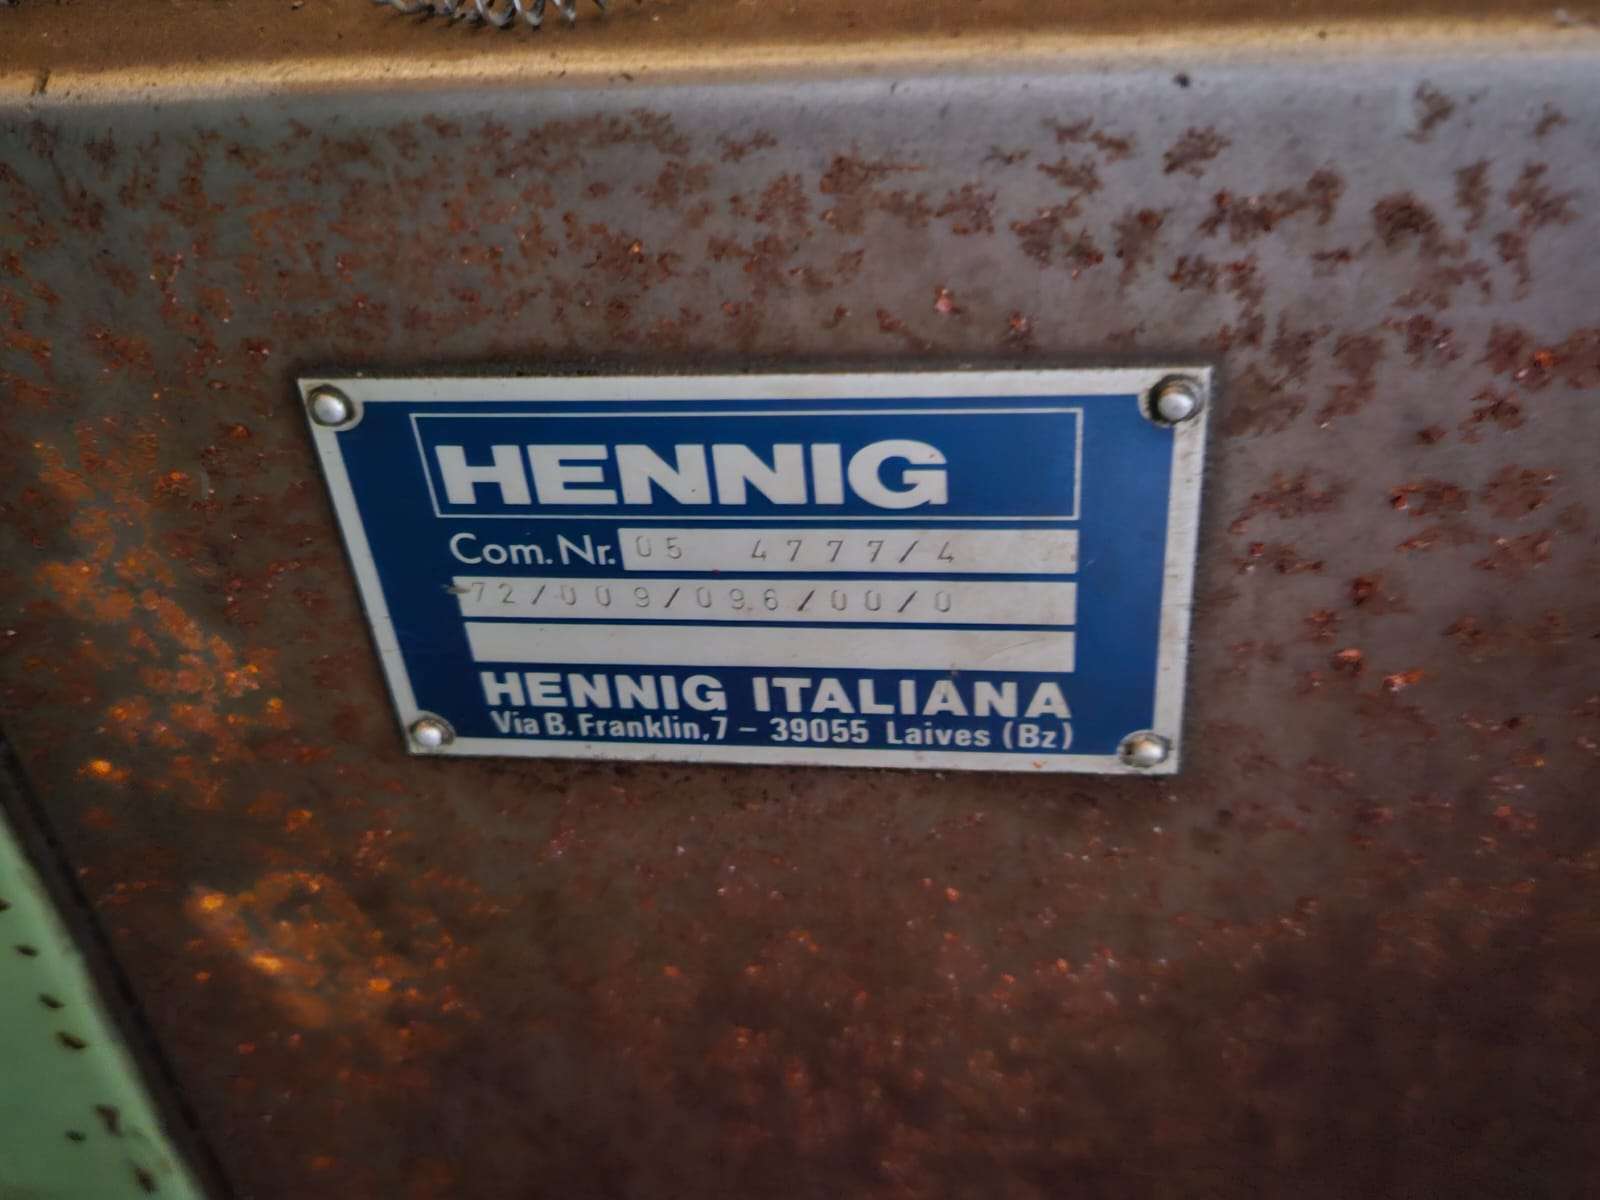 HENNIG
Com. Nr. 05 4777/4
72/009/096/00/0
HENNIG ITALIANA
Via B. Franklin, 7 - 39055 Laives (Bz)